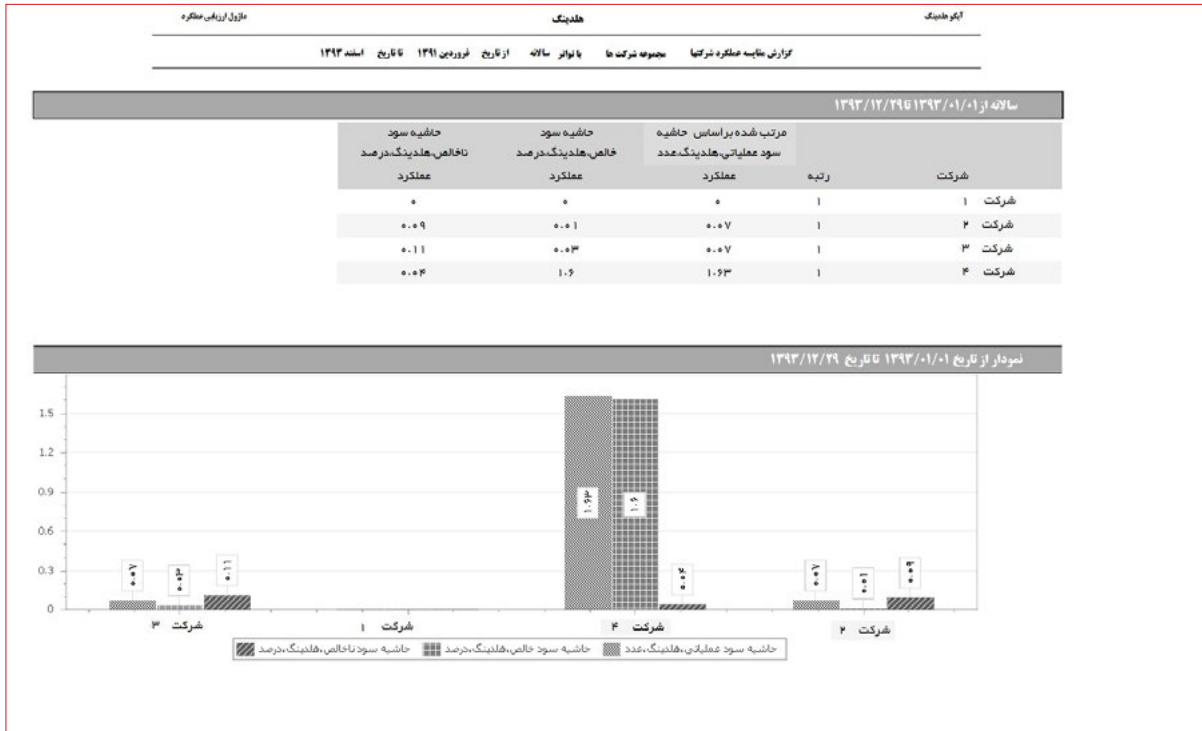 آیکو هلدینگ هلدینگ ماژول ارزیابی عملکرد
گزارش مقایسه عملکرد شرکتها مجموعه شرکت ها با تواتر سالانه از تاریخ فروردین ۱۳۹۱ تا تاریخ اسفند ۱۳۹۳
سالانه از ۱۳۹۳/۰۱/۰۱ تا ۱۳۹۳/۱۲/۲۹
مرتب شده بر اساس حاشیه حاشیه سود حاشیه سود
سود عملیاتی،هلدینگ،عدد خالص،هلدینگ،درصد ناخالص،هلدینگ،درصد
شرکت رتبه عملکرد عملکرد عملکرد
شرکت ۱ ۱ ۰ ۰ ۰
شرکت ۲ ۱ ۰.۰۷ ۰.۰۱ ۰.۰۹
شرکت ۳ ۱ ۰.۰۷ ۰.۰۳ ۰.۱۱
شرکت ۴ ۱ ۱.۶۳ ۱.۶ ۰.۰۴
نمودار از تاریخ ۱۳۹۳/۰۱/۰۱ تا تاریخ ۱۳۹۳/۱۲/۲۹
1.5
1.2
0.9
0.6
0.3
0
۰.۰۷ ۰.۰۳ ۰.۱۱ ۱.۶۳ ۱.۶ ۰.۰۴ ۰.۰۷ ۰.۰۱ ۰.۰۹
شرکت ۳ شرکت ۱ شرکت ۴ شرکت ۲
حاشیه سود عملیاتی،هلدینگ،عدد حاشیه سود خالص،هلدینگ،درصد حاشیه سود ناخالص،هلدینگ،درصد